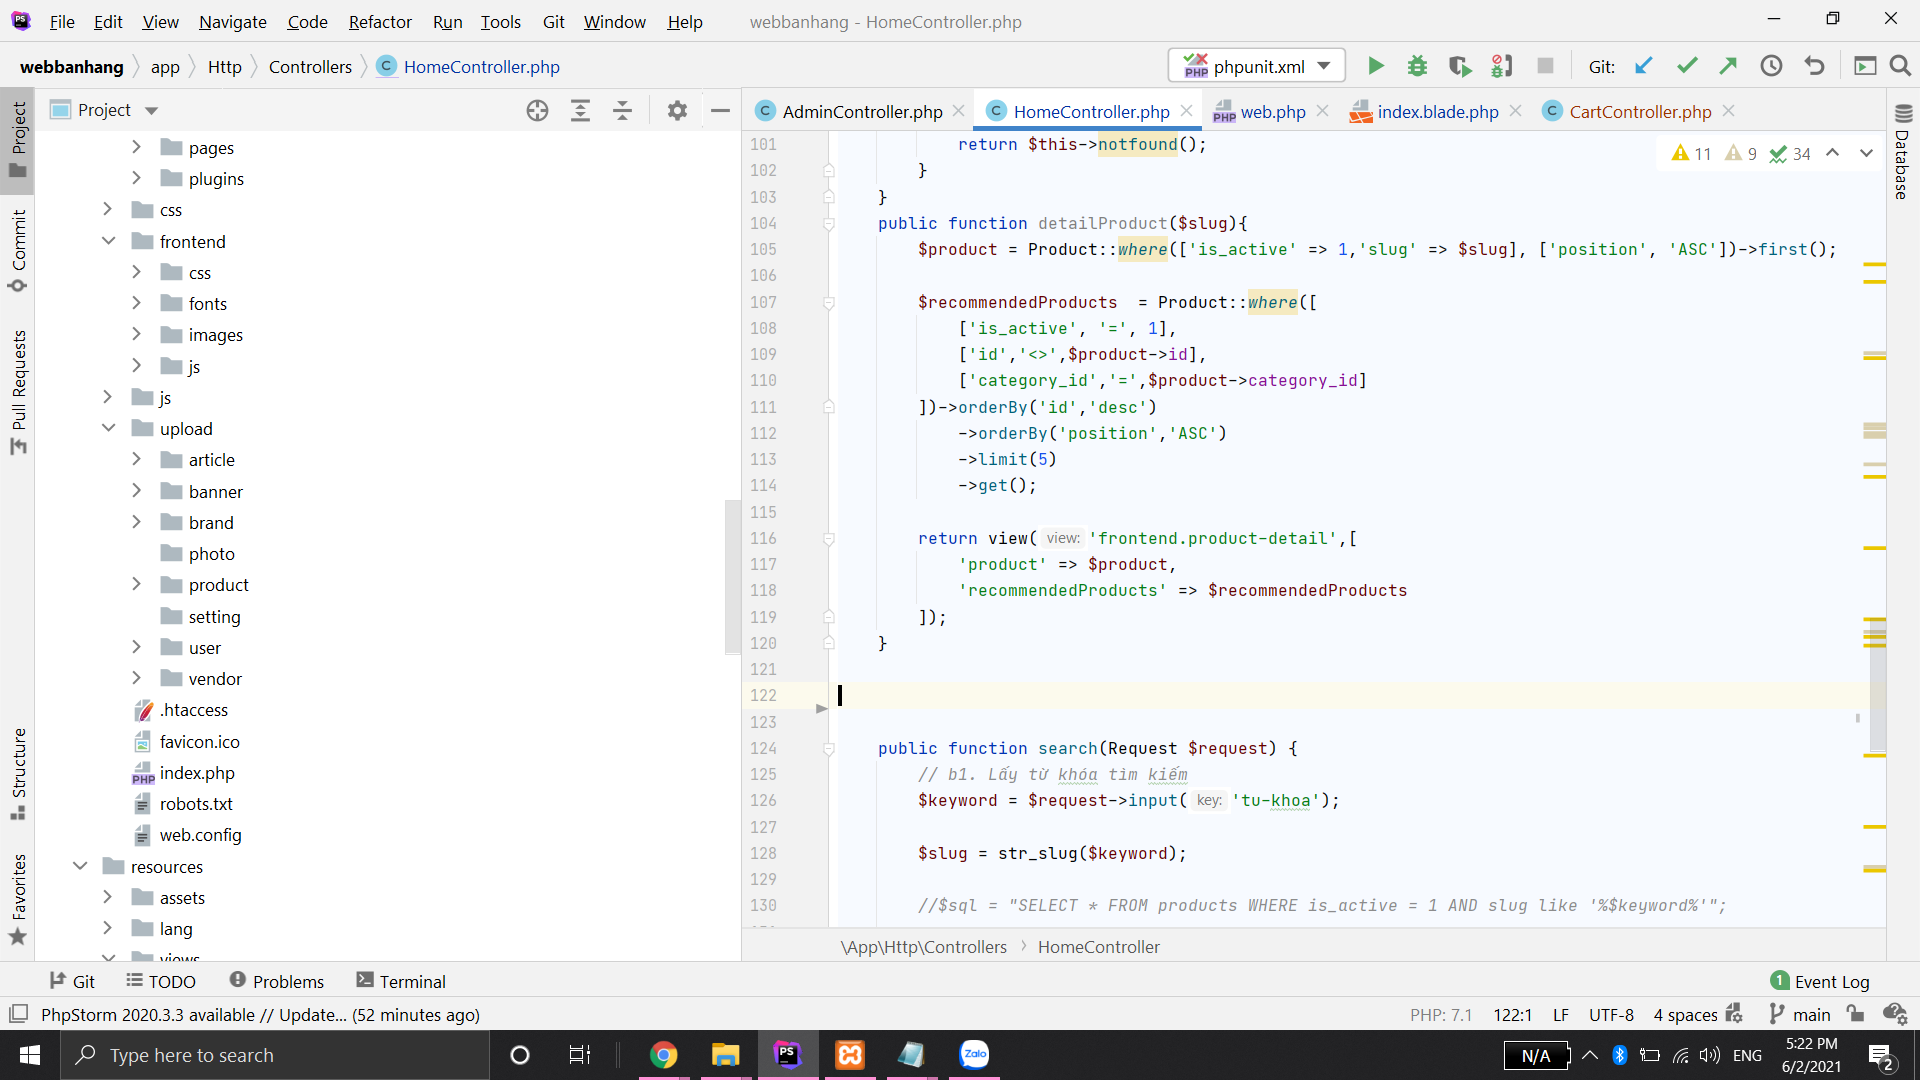 File Edit View Navigate Code Refactor Run Tools Git Window Help webbanhang - HomeController.php
webbanhang app Http Controllers HomeController.php phpunit.xml Git:
Project
AdminController.php HomeController.php web.php index.blade.php CartController.php
Project
Commit
Pull Requests
Structure
Favorites
Database
pages
plugins
css
frontend
css
fonts
images
js
js
upload
article
banner
brand
photo
product
setting
user
vendor
.htaccess
favicon.ico
index.php
robots.txt
web.config
resources
assets
lang
views
11 9 34
101 return $this->notfound();
102 }
103 }
104 public function detailProduct($slug){
105 $product = Product::where(['is_active' => 1,'slug' => $slug], ['position', 'ASC'])->first();
106
107 $recommendedProducts  = Product::where([
108 ['is_active', '=', 1],
109 ['id','<>',$product->id],
110 ['category_id','=',$product->category_id]
111 ])->orderBy('id','desc')
112 ->orderBy('position','ASC')
113 ->limit(5)
114 ->get();
115
116 return view( view: 'frontend.product-detail',[
117 'product' => $product,
118 'recommendedProducts' => $recommendedProducts
119 ]);
120 }
121
122
123
124 public function search(Request $request) {
125 // b1. Lấy từ khóa tìm kiếm
126 $keyword = $request->input( key: 'tu-khoa');
127
128 $slug = str_slug($keyword);
129
130 //$sql = "SELECT * FROM products WHERE is_active = 1 AND slug like '%$keyword%'";
\App\Http\Controllers HomeController
Git TODO Problems Terminal 1 Event Log
PhpStorm 2020.3.3 available // Update... (52 minutes ago) PHP: 7.1 122:1 LF UTF-8 4 spaces main
Type here to search Zalo N/A ENG 5:22 PM
6/2/2021 2